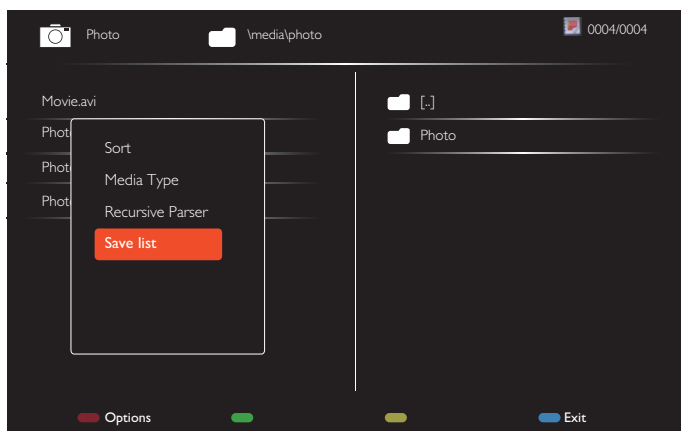 Photo
\media\photo
0004/0004
Movie.avi
[..]
Phot
Photo
Phot
Phot
Sort
Media Type
Recursive Parser
Save list
Options
Exit